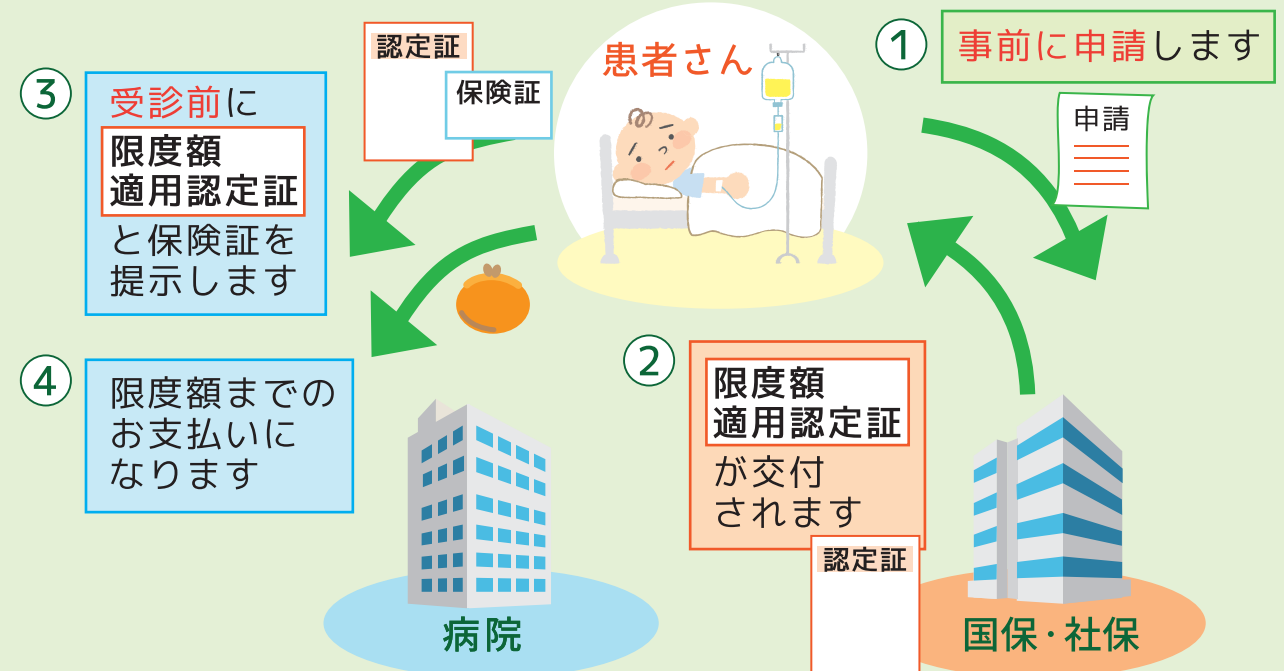 患者さん
①
事前に申請します
申請
②
限度額
適用認定証
が交付
されます
認定証
国保・社保
③
受診前に
限度額
適用認定証
と保険証を
提示します
認定証
保険証
④
限度額までの
お支払いに
なります
病院